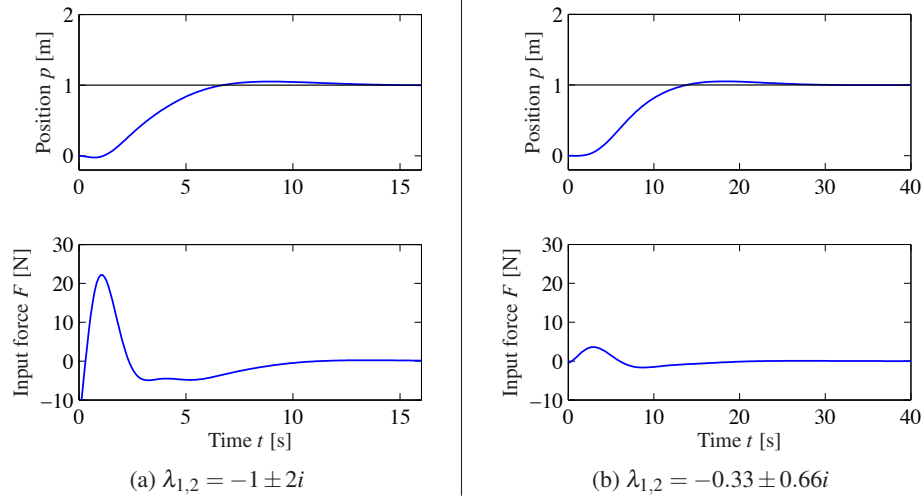 2
1
0
Position p [m]
0 5 10 15
30
20
10
0
−10
Input force F [N]
0 5 10 15
Time t [s]
(a) λ1,2 = −1 ± 2i
2
1
0
Position p [m]
0 10 20 30 40
30
20
10
0
−10
Input force F [N]
0 10 20 30 40
Time t [s]
(b) λ1,2 = −0.33 ± 0.66i